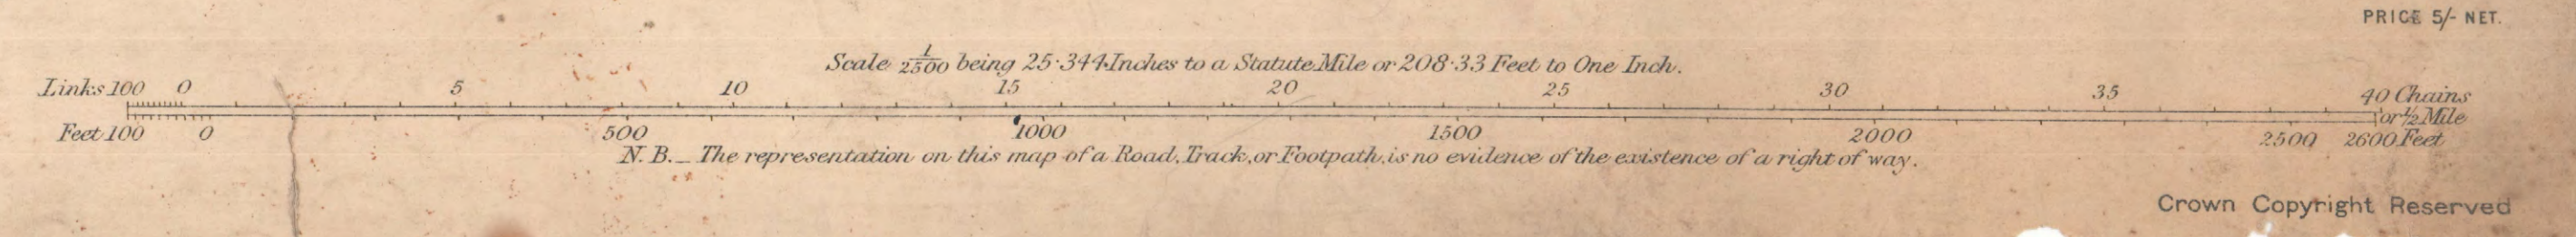 PRICE 5/- NET.
Scale 1/2500 being 25·344 Inches to a Statute Mile or 208·33 Feet to One Inch.
Links 100 0 5 10 15 20 25 30 35 40 Chains
or ½ Mile
Feet 100 0 500 1000 1500 2000 2500 2600 Feet
N.B._ The representation on this map of a Road, Track, or Footpath, is no evidence of the existence of a right of way.
Crown Copyright Reserved